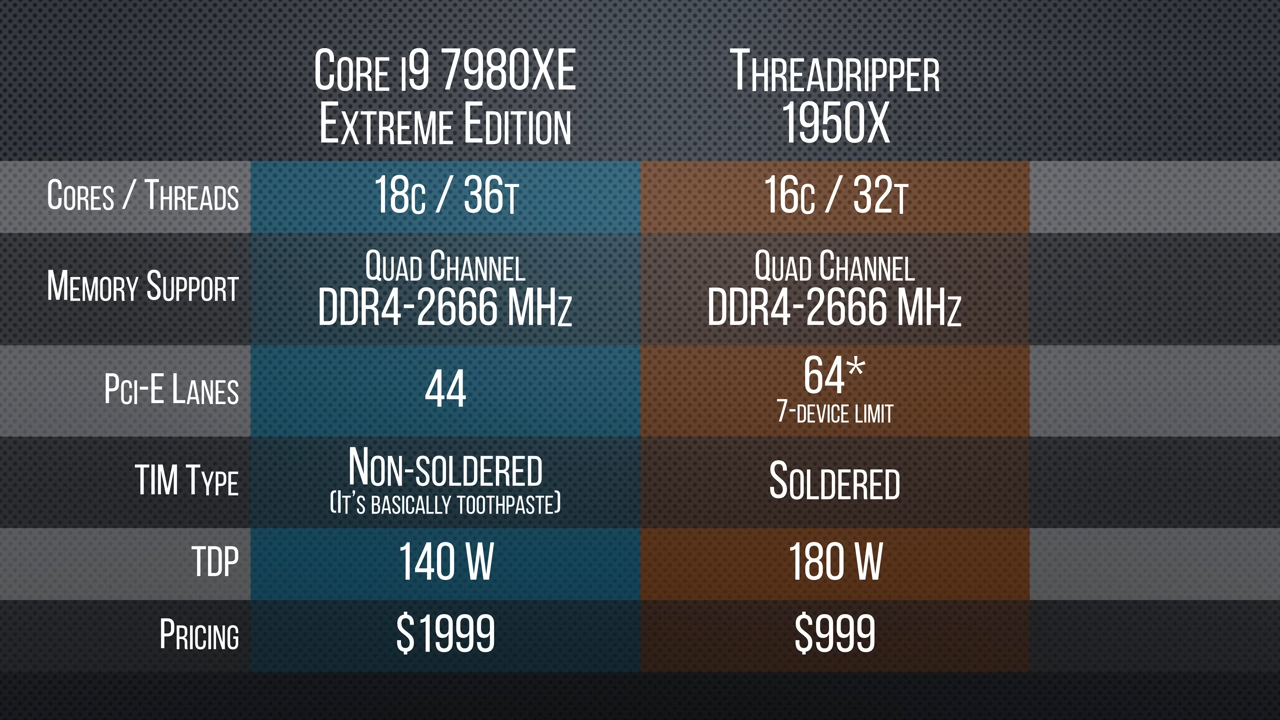 Core i9 7980XE
Extreme Edition
Threadripper
1950X
Cores / Threads
18c / 36t
16c / 32t
Memory Support
Quad Channel
DDR4-2666 MHz
Quad Channel
DDR4-2666 MHz
Pci-E Lanes
44
64*
7-device limit
TIM Type
Non-soldered
(It's basically toothpaste)
Soldered
TDP
140 W
180 W
Pricing
$1999
$999